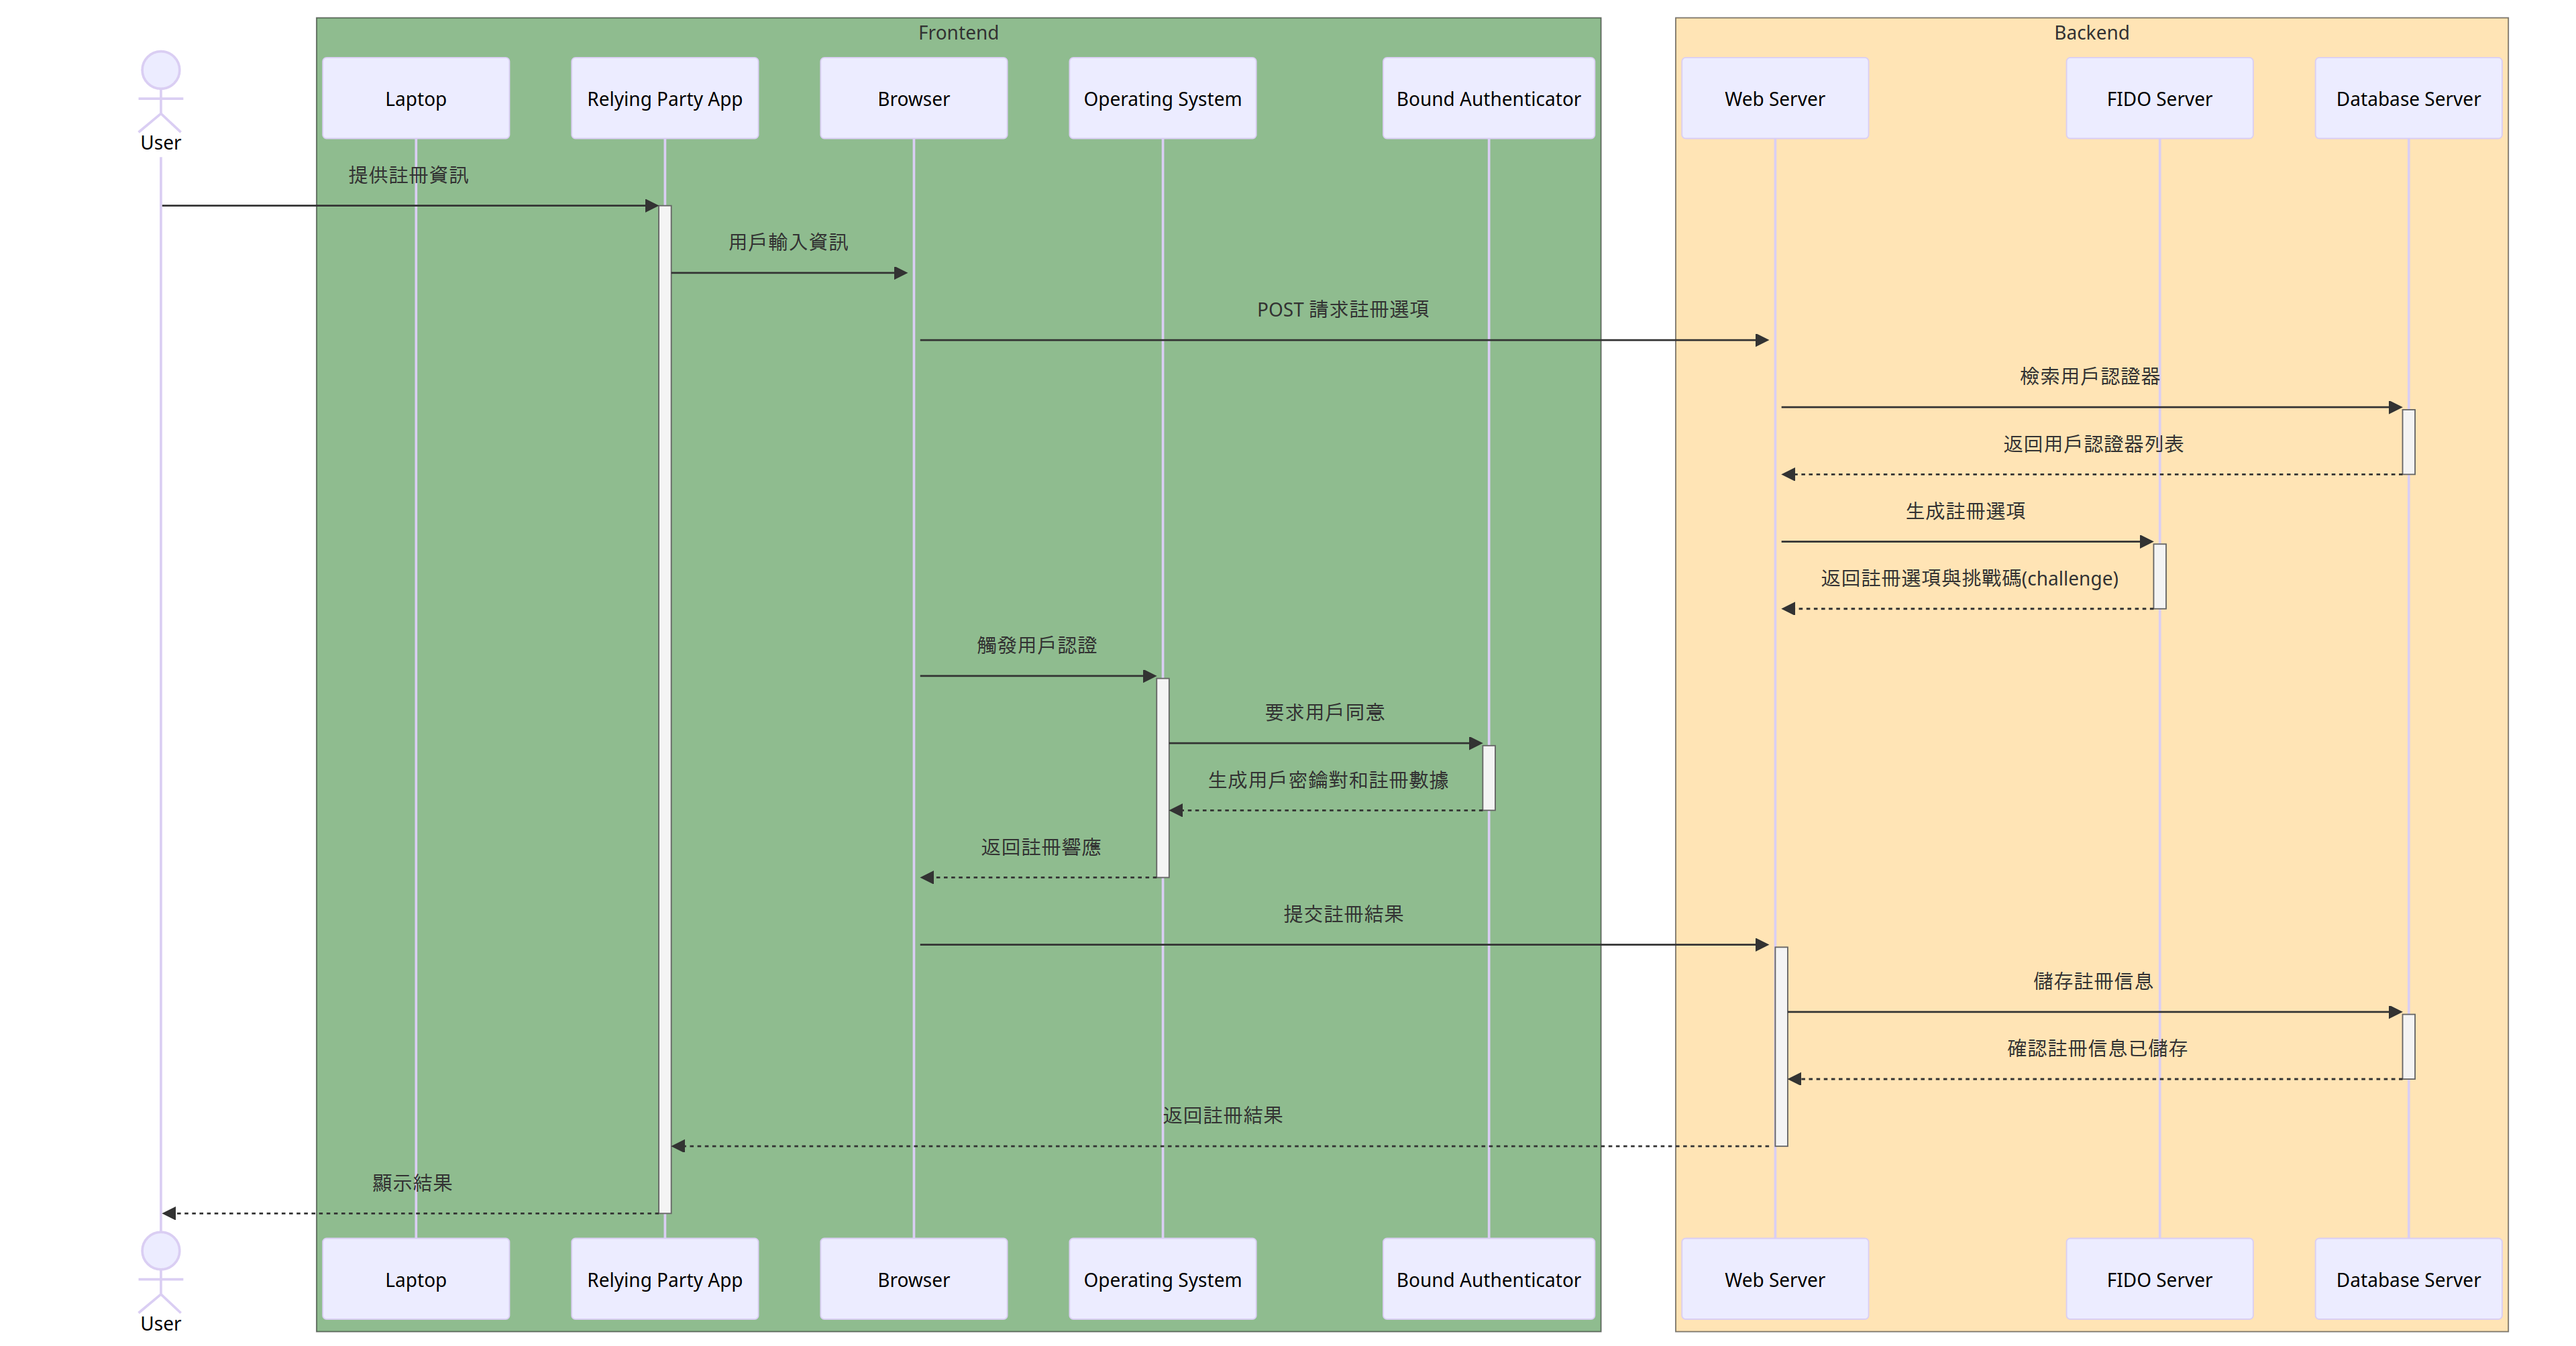 Frontend
Backend
User
Laptop
Relying Party App
Browser
Operating System
Bound Authenticator
Web Server
FIDO Server
Database Server
提供註冊資訊
用戶輸入資訊
POST 請求註冊選項
檢索用戶認證器
返回用戶認證器列表
生成註冊選項
返回註冊選項與挑戰碼(challenge)
觸發用戶認證
要求用戶同意
生成用戶密鑰對和註冊數據
返回註冊響應
提交註冊結果
儲存註冊信息
確認註冊信息已儲存
返回註冊結果
顯示結果
User
Laptop
Relying Party App
Browser
Operating System
Bound Authenticator
Web Server
FIDO Server
Database Server